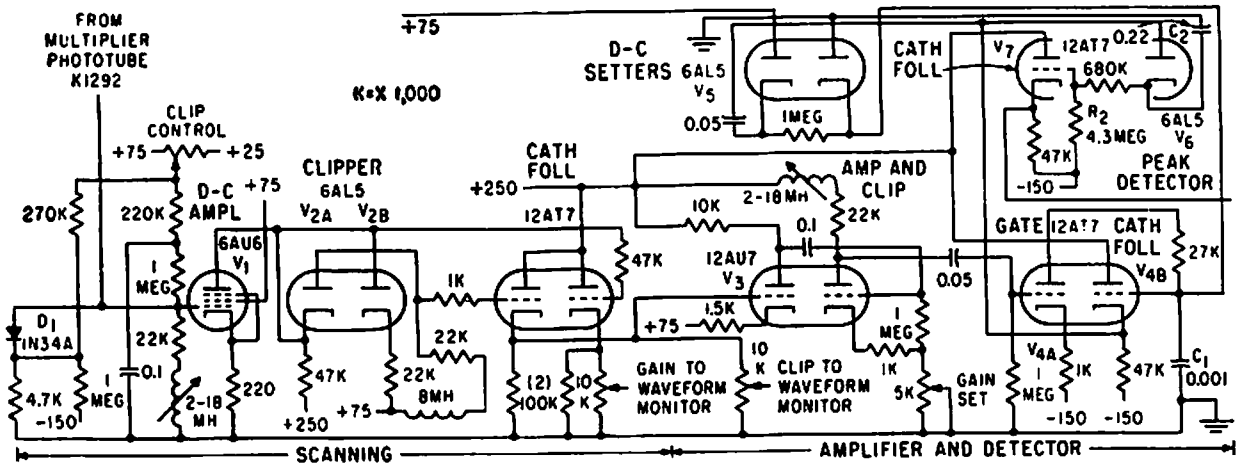 FROM
MULTIPLIER
PHOTOTUBE
K1292
CLIP
CONTROL
+75
+25
K=X 1,000
+75
D-C
SETTERS
6AL5
V5
0.05
1MEG
CATH
FOLL
V7
12AT7
0.22
C2
680K
R2
4.3MEG
6AL5
V6
47K
-150
PEAK
DETECTOR
270K
220K
D-C
AMPL
+75
6AU6
V1
1
MEG
CLIPPER
6AL5
V2A
V2B
CATH
FOLL
+250
12AT7
47K
1K
AMP AND
CLIP
2-18MH
22K
10K
0.1
12AU7
V3
0.05
GATE
12AT7
CATH
FOLL
V4B
27K
D1
1N34A
22K
4.7K
1
MEG
-150
0.1
2-18
MH
220
47K
+250
22K
22K
+75
8MH
(2)
100K
10
K
GAIN TO
WAVEFORM
MONITOR
+75
1.5K
10
K
CLIP TO
WAVEFORM
MONITOR
1
MEG
1K
5K
GAIN
SET
V4A
1
MEG
1K
-150
47K
-150
C1
0.001
SCANNING
AMPLIFIER AND DETECTOR